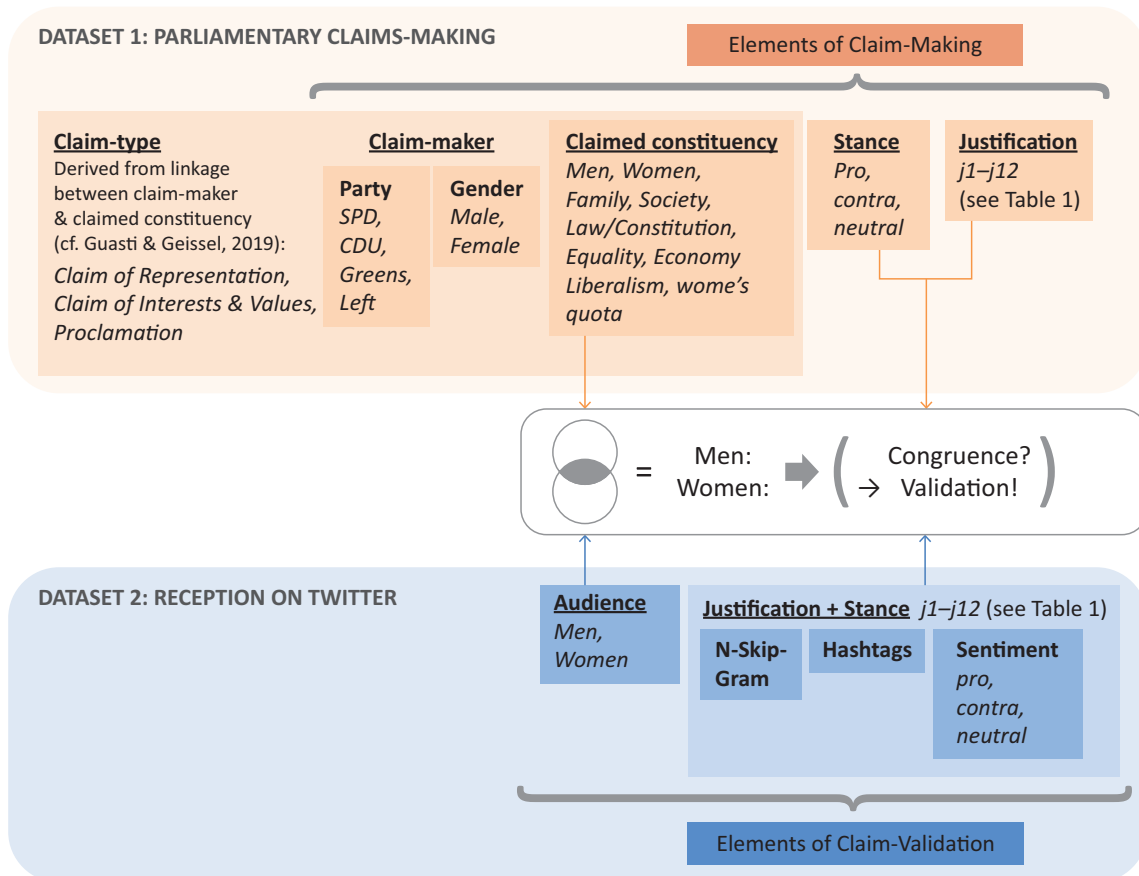 DATASET 1: PARLIAMENTARY CLAIMS-MAKING
Elements of Claim-Making
Claim-type
Derived from linkage
between claim-maker
& claimed constituency
(cf. Guasti & Geissel, 2019):
Claim of Representation,
Claim of Interests & Values,
Proclamation
Claim-maker
Party
SPD,
CDU,
Greens,
Left
Gender
Male,
Female
Claimed constituency
Men, Women,
Family, Society,
Law/Constitution,
Equality, Economy
Liberalism, wome's
quota
Stance
Pro,
contra,
neutral
Justification
j1–j12
(see Table 1)
=
Men:
Women:
( Congruence?
→ Validation! )
DATASET 2: RECEPTION ON TWITTER
Audience
Men,
Women
Justification + Stance j1–j12 (see Table 1)
N-Skip-
Gram
Hashtags
Sentiment
pro,
contra,
neutral
Elements of Claim-Validation